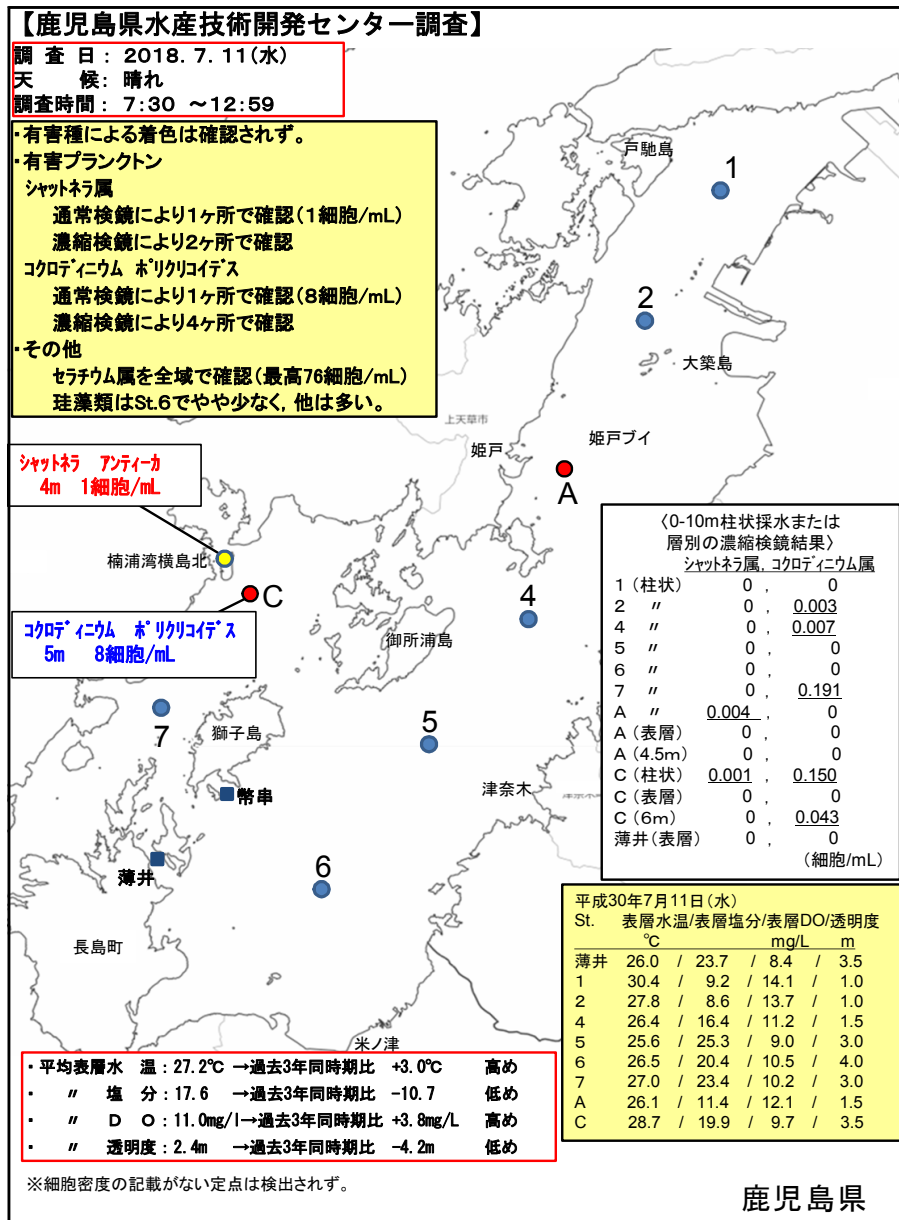 【鹿児島県水産技術開発センター調査】
調 査 日： 2018. 7. 11(水)
天　　候： 晴れ
調査時間： 7:30 ～12:59
・有害種による着色は確認されず。
・有害プランクトン
シャットネラ属
通常検鏡により1ヶ所で確認(1細胞/mL)
濃縮検鏡により2ヶ所で確認
コクロディニウム ポリクリコイデス
通常検鏡により1ヶ所で確認(8細胞/mL)
濃縮検鏡により4ヶ所で確認
・その他
セラチウム属を全域で確認(最高76細胞/mL)
珪藻類はSt.6でやや少なく, 他は多い。
戸馳島
1
2
大築島
上天草市
姫戸
姫戸ブイ
A
シャットネラ　アンティーカ
4m　1細胞/mL
楠浦湾横島北
C
コクロディニウム　ポリクリコイデス
5m　8細胞/mL
4
御所浦島
7
獅子島
5
幣串
津奈木
薄井
6
長島町
米ノ津
〈0-10m柱状採水または
層別の濃縮検鏡結果〉
シャットネラ属, コクロディニウム属
1 (柱状)　0 ,　0
2　〃　0 ,　0.003
4　〃　0 ,　0.007
5　〃　0 ,　0
6　〃　0 ,　0
7　〃　0 ,　0.191
A　〃　0.004 ,　0
A (表層)　0 ,　0
A (4.5m)　0 ,　0
C (柱状)　0.001 ,　0.150
C (表層)　0 ,　0
C (6m)　0 ,　0.043
薄井(表層)　0 ,　0
(細胞/mL)
平成30年7月11日(水)
St.　表層水温/表層塩分/表層DO/透明度
℃　mg/L　m
薄井　26.0　/　23.7　/　8.4　/　3.5
1　30.4　/　9.2　/　14.1　/　1.0
2　27.8　/　8.6　/　13.7　/　1.0
4　26.4　/　16.4　/　11.2　/　1.5
5　25.6　/　25.3　/　9.0　/　3.0
6　26.5　/　20.4　/　10.5　/　4.0
7　27.0　/　23.4　/　10.2　/　3.0
A　26.1　/　11.4　/　12.1　/　1.5
C　28.7　/　19.9　/　9.7　/　3.5
・平均表層水　温：27.2℃　→過去3年同時期比　+3.0℃　高め
・　〃　塩　分：17.6　→過去3年同時期比　-10.7　低め
・　〃　Ｄ　Ｏ：11.0mg/l→過去3年同時期比　+3.8mg/L　高め
・　〃　透明度：2.4m　→過去3年同時期比　-4.2m　低め
※細胞密度の記載がない定点は検出されず。
鹿児島県